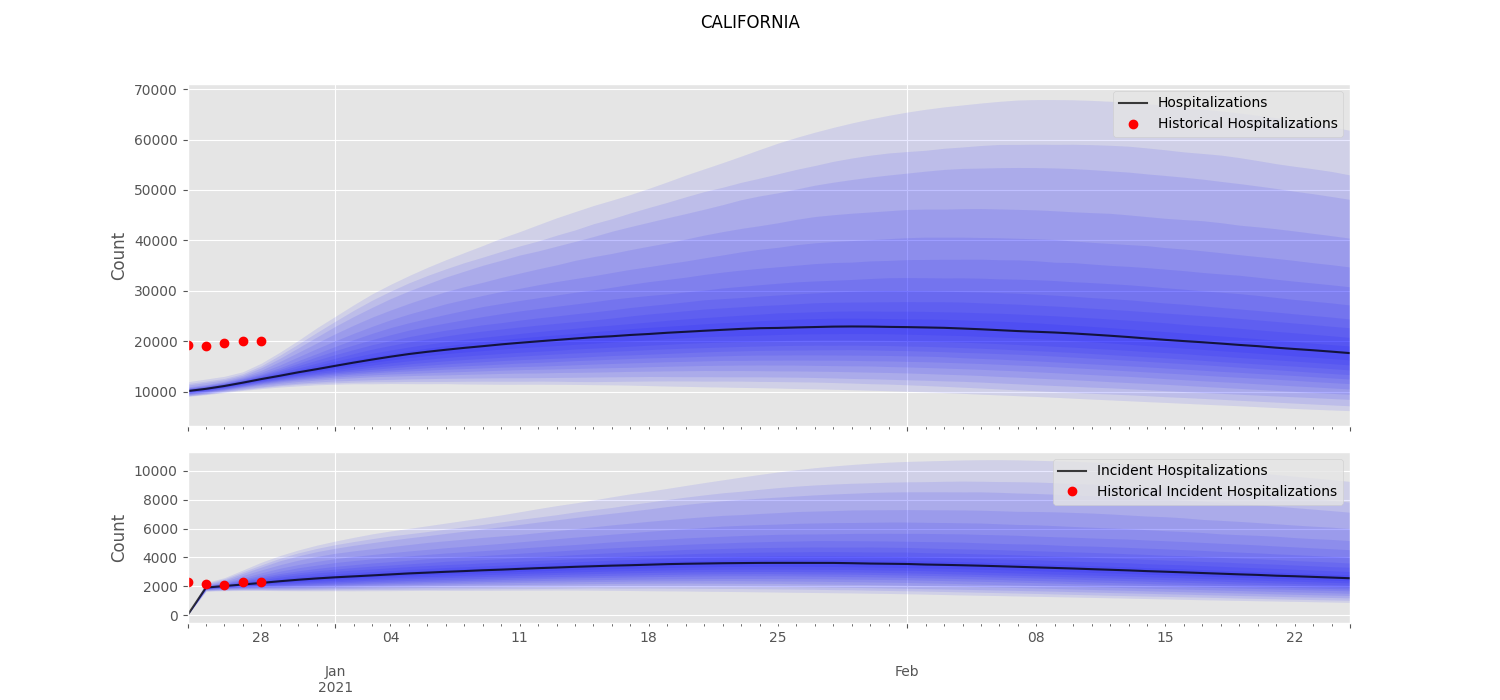 CALIFORNIA
70000
60000
50000
40000
30000
20000
10000
Count
Hospitalizations
Historical Hospitalizations
10000
8000
6000
4000
2000
0
Count
Incident Hospitalizations
Historical Incident Hospitalizations
28 04 11 18 25 08 15 22
Jan Feb
2021